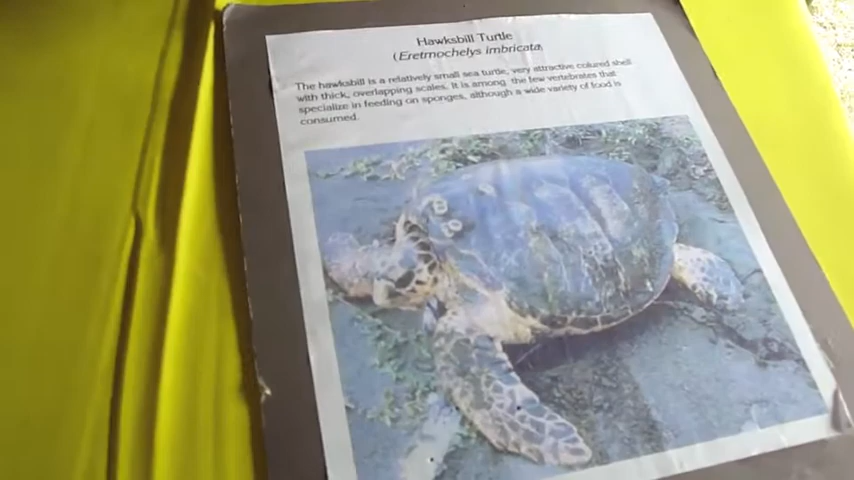 Hawksbill Turtle
(Eretmochelys imbricata)
The hawksbill is a relatively small sea turtle, very attractive colured shell
with thick, overlapping scales. It is among the few vertebrates that
specialize in feeding on sponges, although a wide variety of food is
consumed.